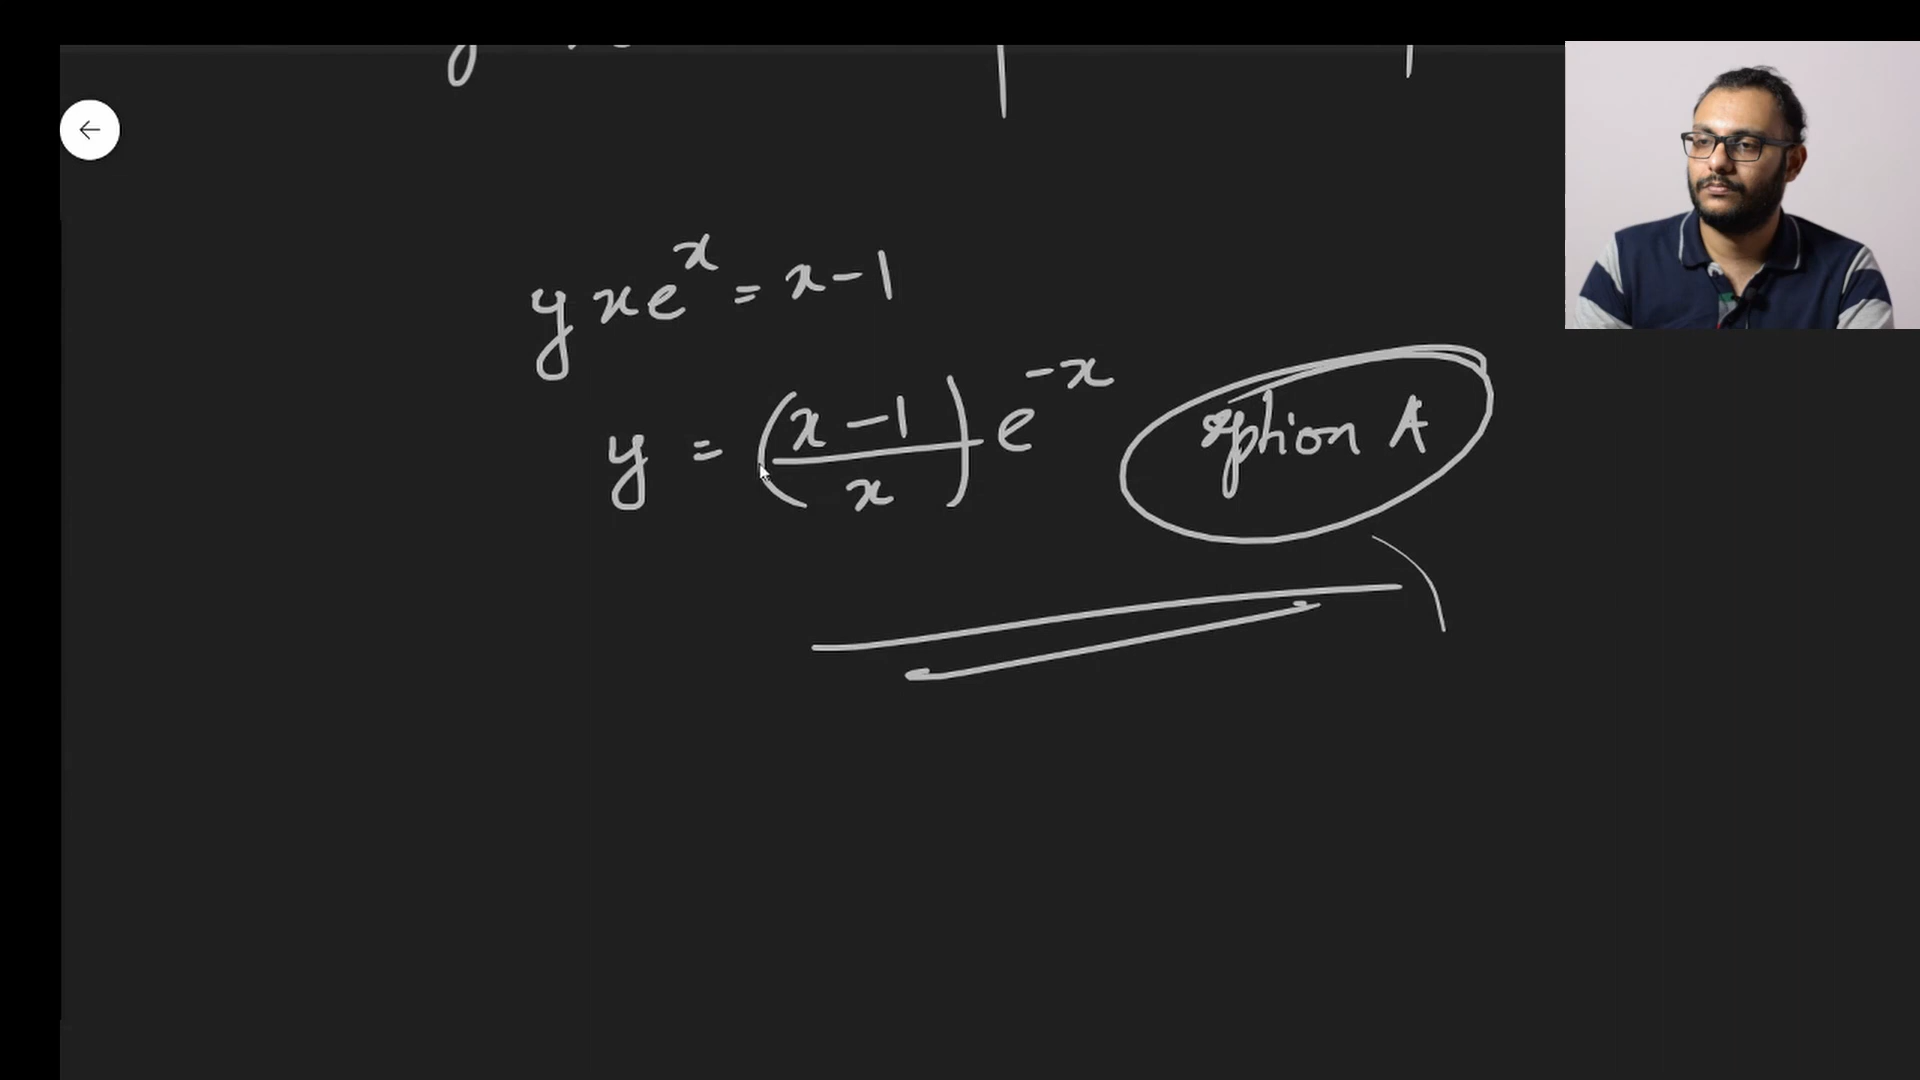 y x e^x = x - 1
y = (x - 1 / x) e^-x option A